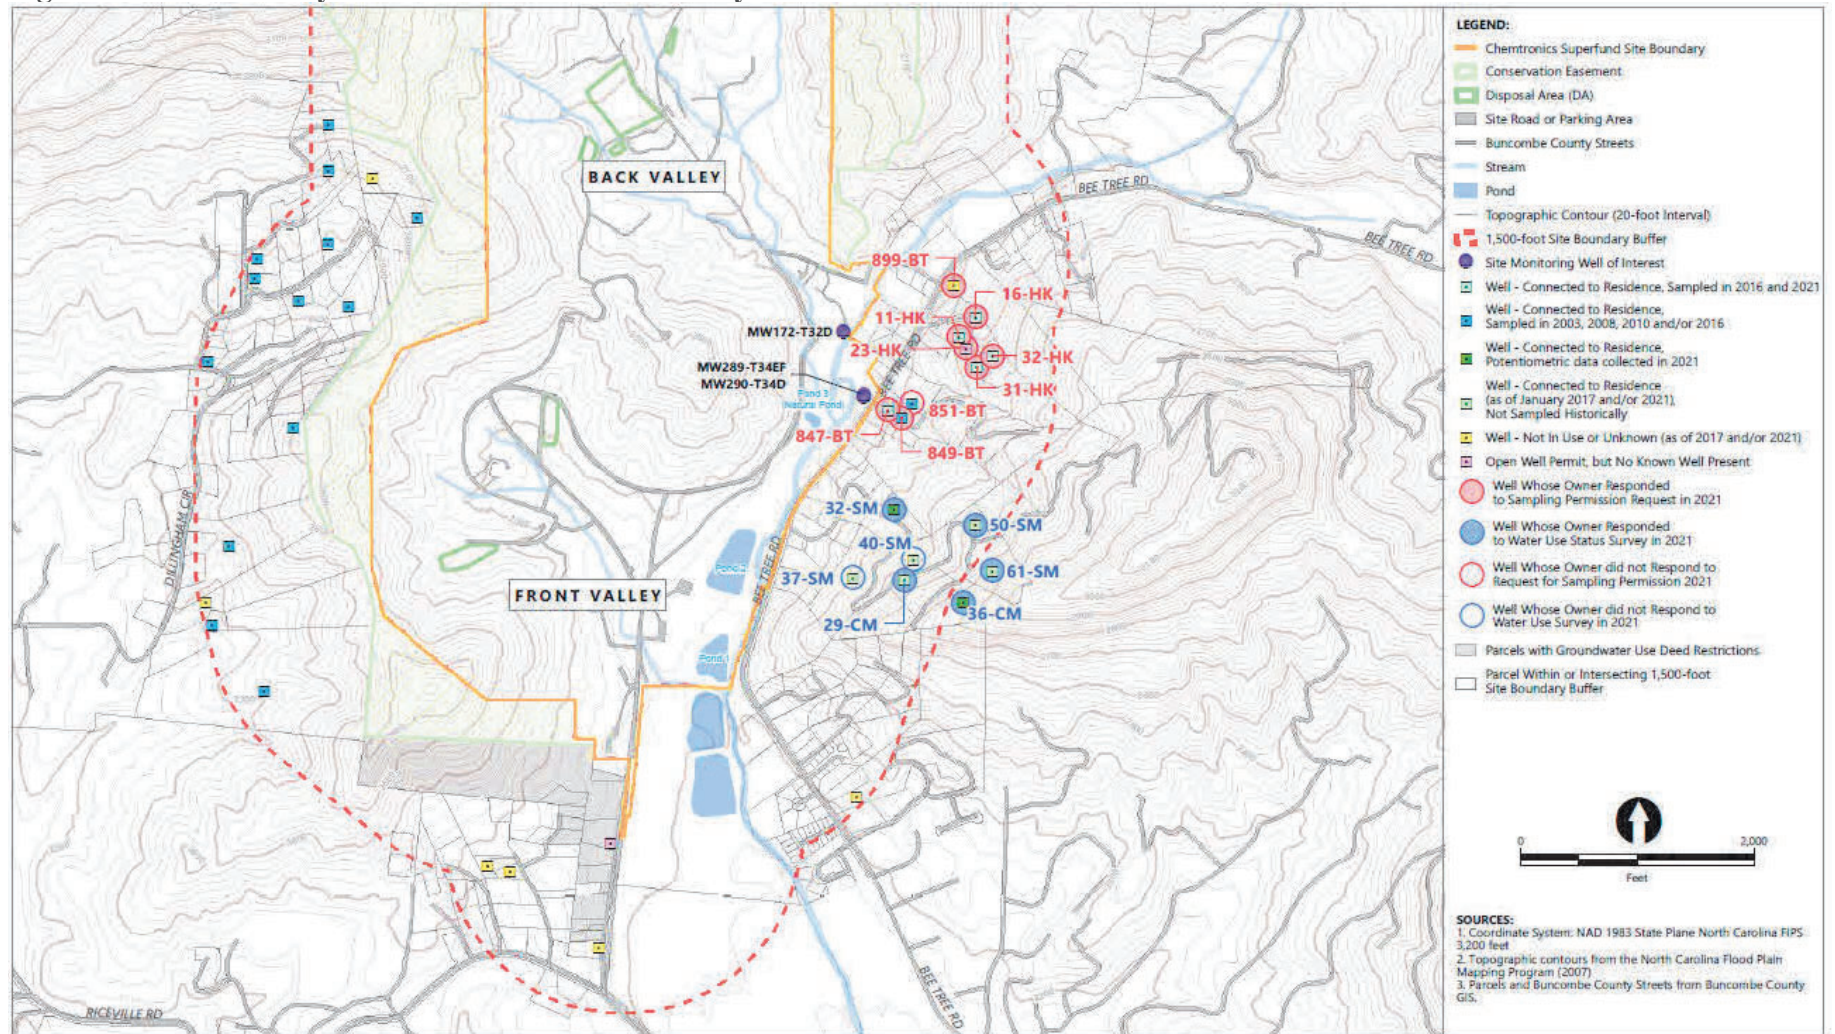 BACK VALLEY
BEE TREE RD
BEE TREE RD
899-BT
16-HK
11-HK
MW172-T32D
23-HK
32-HK
BEE TREE RD
MW289-T34EF
MW290-T34D
31-HK
Pond 3
(Natural Pond)
851-BT
847-BT
849-BT
DILLINGHAM CIR
32-SM
50-SM
40-SM
Pond 2
37-SM
61-SM
BEE TREE RD
FRONT VALLEY
36-CM
29-CM
Pond 1
BEE TREE RD
RICEVILLE RD
LEGEND:
Chemtronics Superfund Site Boundary
Conservation Easement
Disposal Area (DA)
Site Road or Parking Area
Buncombe County Streets
Stream
Pond
Topographic Contour (20-foot Interval)
1,500-foot Site Boundary Buffer
Site Monitoring Well of Interest
Well - Connected to Residence, Sampled in 2016 and 2021
Well - Connected to Residence,
Sampled in 2003, 2008, 2010 and/or 2016
Well - Connected to Residence,
Potentiometric data collected in 2021
Well - Connected to Residence
(as of January 2017 and/or 2021),
Not Sampled Historically
Well - Not In Use or Unknown (as of 2017 and/or 2021)
Open Well Permit, but No Known Well Present
Well Whose Owner Responded
to Sampling Permission Request in 2021
Well Whose Owner Responded
to Water Use Status Survey in 2021
Well Whose Owner did not Respond to
Request for Sampling Permission 2021
Well Whose Owner did not Respond to
Water Use Survey in 2021
Parcels with Groundwater Use Deed Restrictions
Parcel Within or Intersecting 1,500-foot
Site Boundary Buffer
0 2,000
Feet
SOURCES:
1. Coordinate System: NAD 1983 State Plane North Carolina FIPS
3,200 feet
2. Topographic contours from the North Carolina Flood Plain
Mapping Program (2007)
3. Parcels and Buncombe County Streets from Buncombe County
GIS.